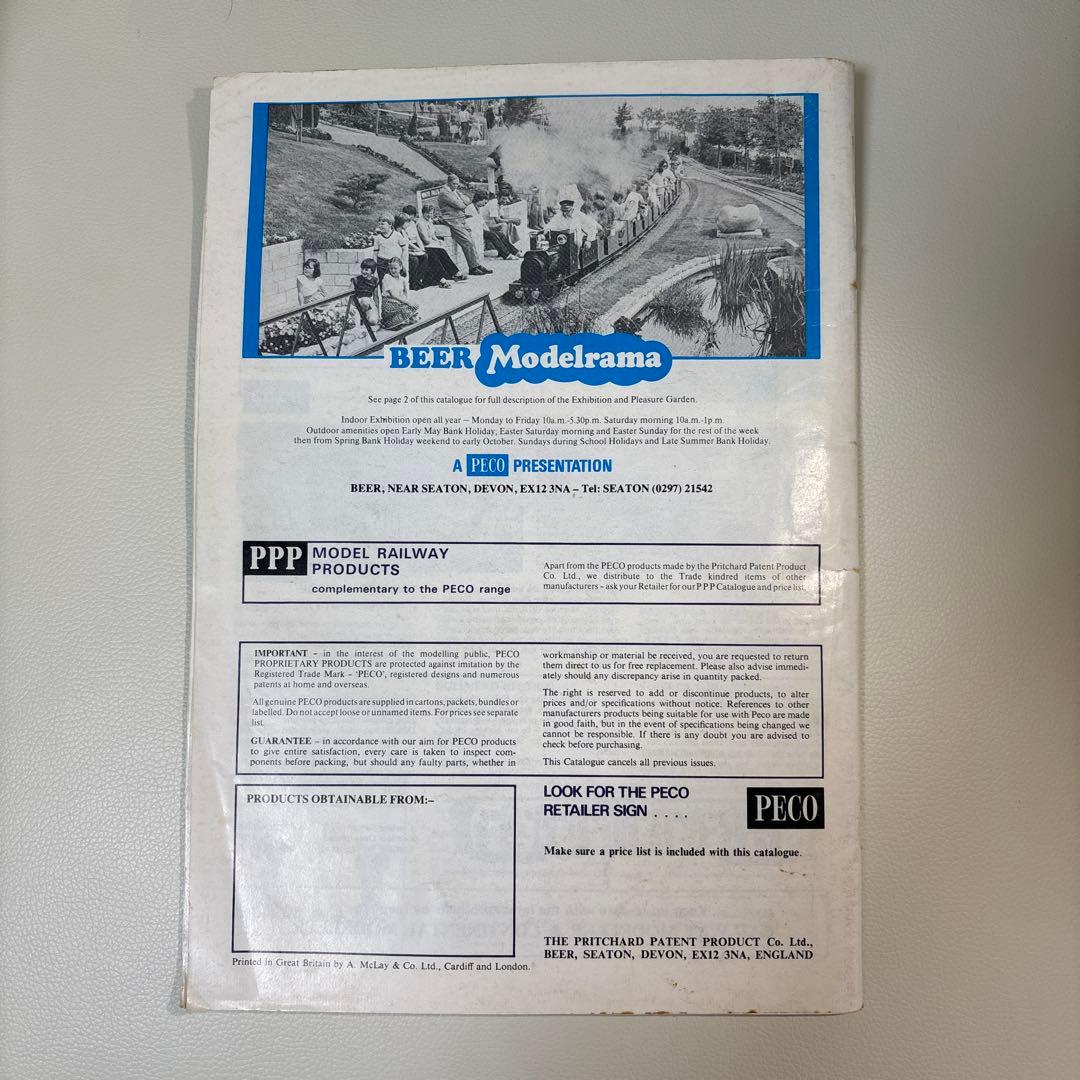 BEER Modelrama
See page 2 of this catalogue for full description of the Exhibition and Pleasure Garden.
Indoor Exhibition open all year – Monday to Friday 10a.m.-5.30p.m. Saturday morning 10a.m.-1p.m.
Outdoor amenities open Early May Bank Holiday, Easter Saturday morning and Easter Sunday for the rest of the week
then from Spring Bank Holiday weekend to early October. Sundays during School Holidays and Late Summer Bank Holiday.
A PECO PRESENTATION
BEER, NEAR SEATON, DEVON, EX12 3NA – Tel: SEATON (0297) 21542
PPP MODEL RAILWAY
PRODUCTS
complementary to the PECO range
Apart from the PECO products made by the Pritchard Patent Product
Co. Ltd., we distribute to the Trade kindred items of other
manufacturers – ask your Retailer for our P P P Catalogue and price list.
IMPORTANT – in the interest of the modelling public, PECO
PROPRIETARY PRODUCTS are protected against imitation by the
Registered Trade Mark – 'PECO', registered designs and numerous
patents at home and overseas.
All genuine PECO products are supplied in cartons, packets, bundles or
labelled. Do not accept loose or unnamed items. For prices see separate
list.
GUARANTEE – in accordance with our aim for PECO products
to give entire satisfaction, every care is taken to inspect com-
ponents before packing, but should any faulty parts, whether in
workmanship or material be received, you are requested to return
them direct to us for free replacement. Please also advise immedi-
ately should any discrepancy arise in quantity packed.
The right is reserved to add or discontinue products, to alter
prices and/or specifications without notice. References to other
manufacturers products being suitable for use with Peco are made
in good faith, but in the event of specifications being changed we
cannot be responsible. If there is any doubt you are advised to
check before purchasing.
This Catalogue cancels all previous issues.
PRODUCTS OBTAINABLE FROM:–
LOOK FOR THE PECO
RETAILER SIGN . . . .
PECO
Make sure a price list is included with this catalogue.
THE PRITCHARD PATENT PRODUCT Co. Ltd.,
BEER, SEATON, DEVON, EX12 3NA, ENGLAND
Printed in Great Britain by A. McLay & Co. Ltd., Cardiff and London.